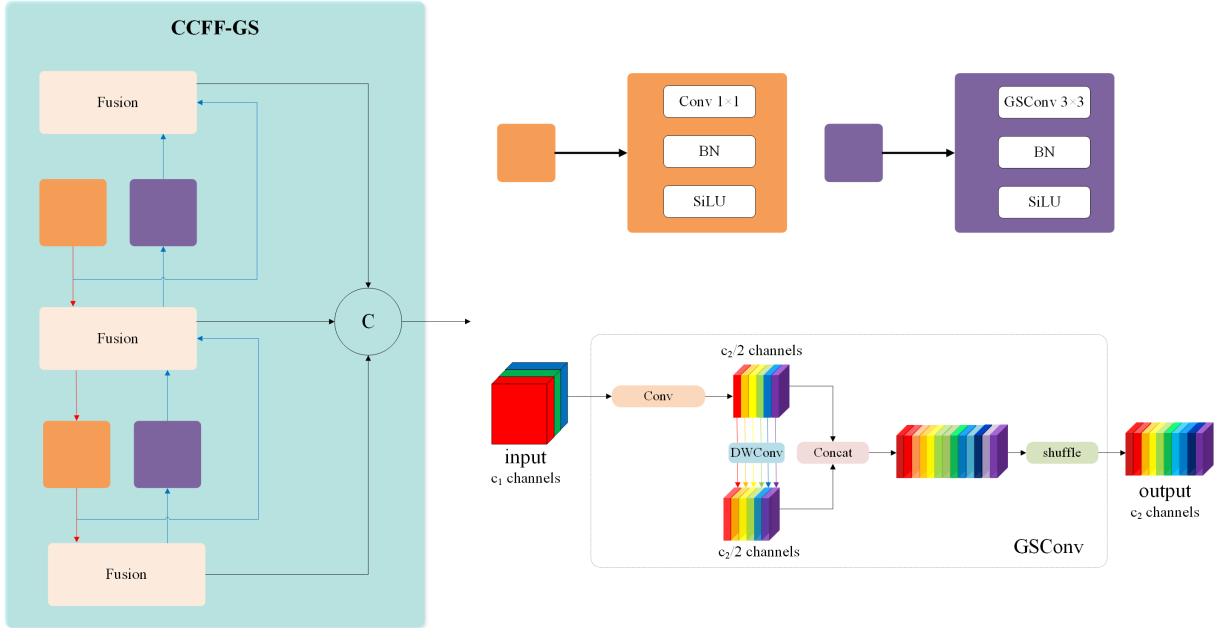 CCFF-GS
Fusion
Fusion
Fusion
C
Conv 1×1
BN
SiLU
GSConv 3×3
BN
SiLU
input
c₁ channels
Conv
c₂/2 channels
DWConv
c₂/2 channels
Concat
shuffle
output
c₂ channels
GSConv